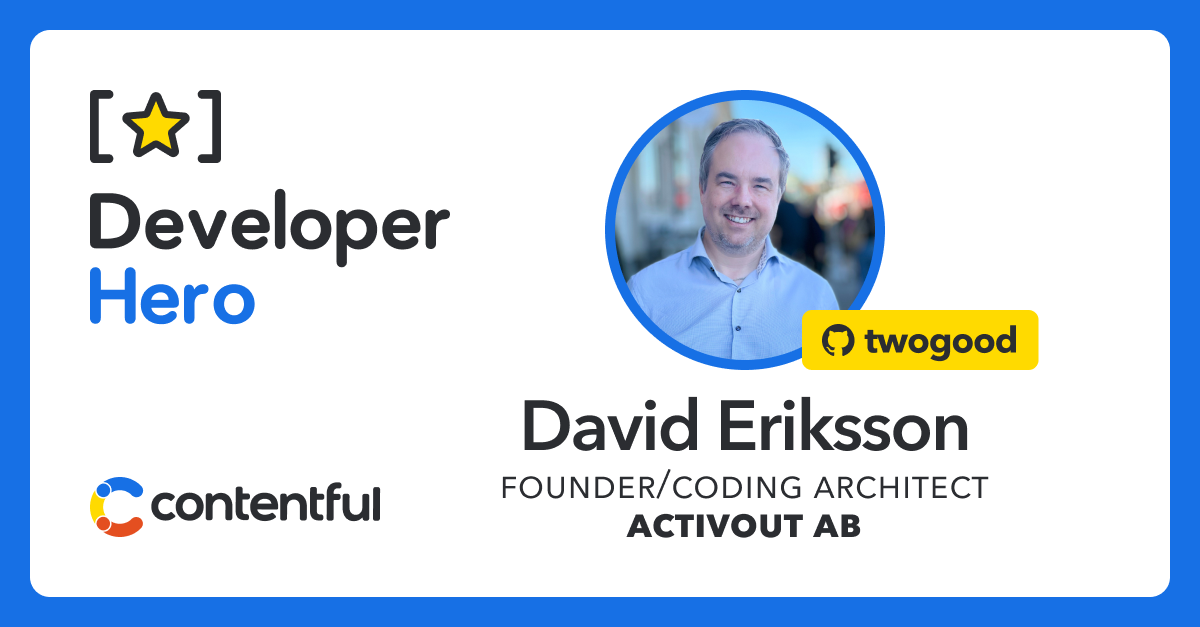 [ ]
Developer
Hero
contentful
twogood
David Eriksson
FOUNDER/CODING ARCHITECT
ACTIVOUT AB